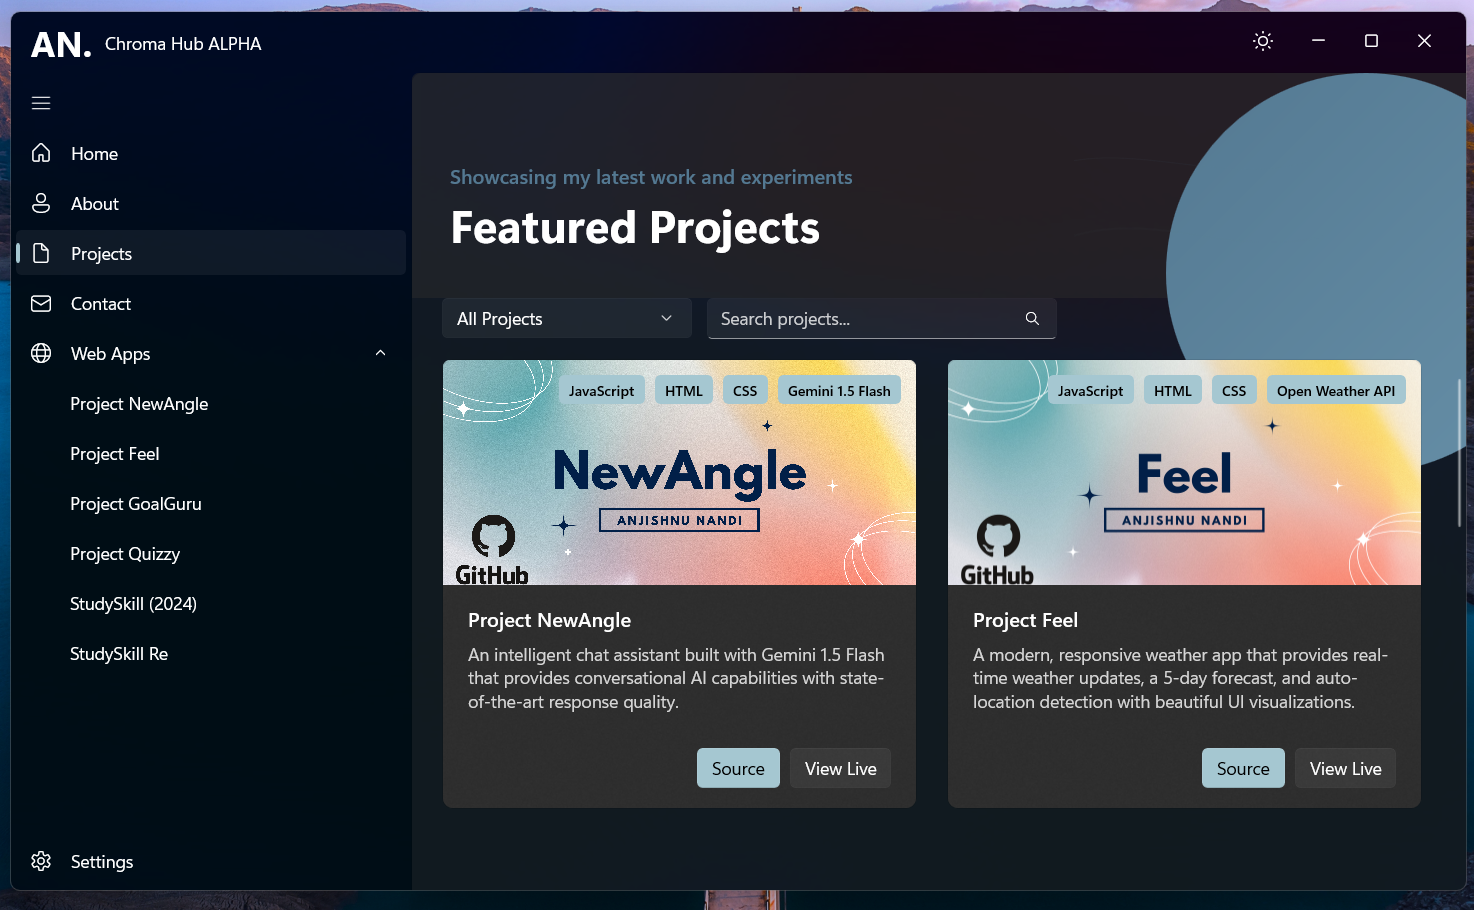 AN. Chroma Hub ALPHA
Home
About
Projects
Contact
Web Apps
Project NewAngle
Project Feel
Project GoalGuru
Project Quizzy
StudySkill (2024)
StudySkill Re
Settings
Showcasing my latest work and experiments
Featured Projects
All Projects
Search projects...
JavaScript HTML CSS Gemini 1.5 Flash
NewAngle
ANJISHNU NANDI
GitHub
Project NewAngle
An intelligent chat assistant built with Gemini 1.5 Flash
that provides conversational AI capabilities with state-
of-the-art response quality.
Source View Live
JavaScript HTML CSS Open Weather API
Feel
ANJISHNU NANDI
GitHub
Project Feel
A modern, responsive weather app that provides real-
time weather updates, a 5-day forecast, and auto-
location detection with beautiful UI visualizations.
Source View Live